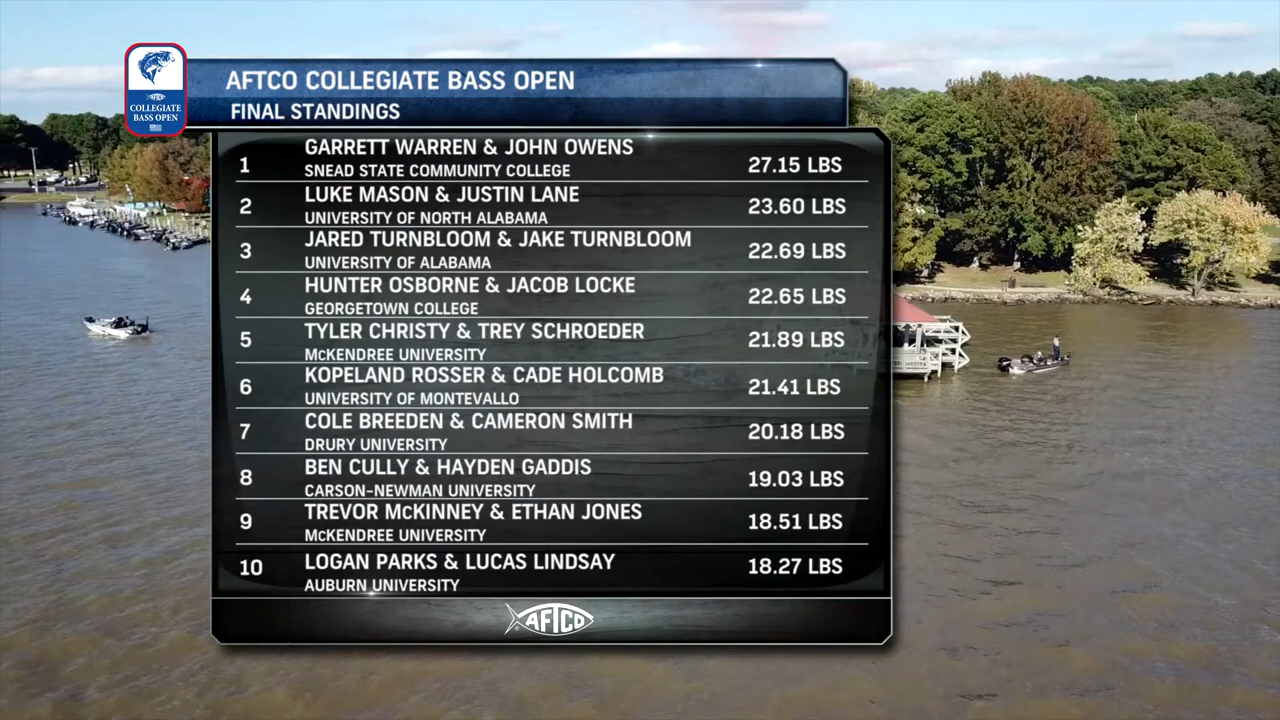 AFTCO COLLEGIATE BASS OPEN
FINAL STANDINGS
AFTCO
COLLEGIATE
BASS OPEN
1 GARRETT WARREN & JOHN OWENS 27.15 LBS
SNEAD STATE COMMUNITY COLLEGE
2 LUKE MASON & JUSTIN LANE 23.60 LBS
UNIVERSITY OF NORTH ALABAMA
3 JARED TURNBLOOM & JAKE TURNBLOOM 22.69 LBS
UNIVERSITY OF ALABAMA
4 HUNTER OSBORNE & JACOB LOCKE 22.65 LBS
GEORGETOWN COLLEGE
5 TYLER CHRISTY & TREY SCHROEDER 21.89 LBS
McKENDREE UNIVERSITY
6 KOPELAND ROSSER & CADE HOLCOMB 21.41 LBS
UNIVERSITY OF MONTEVALLO
7 COLE BREEDEN & CAMERON SMITH 20.18 LBS
DRURY UNIVERSITY
8 BEN CULLY & HAYDEN GADDIS 19.03 LBS
CARSON-NEWMAN UNIVERSITY
9 TREVOR McKINNEY & ETHAN JONES 18.51 LBS
McKENDREE UNIVERSITY
10 LOGAN PARKS & LUCAS LINDSAY 18.27 LBS
AUBURN UNIVERSITY
AFTCO